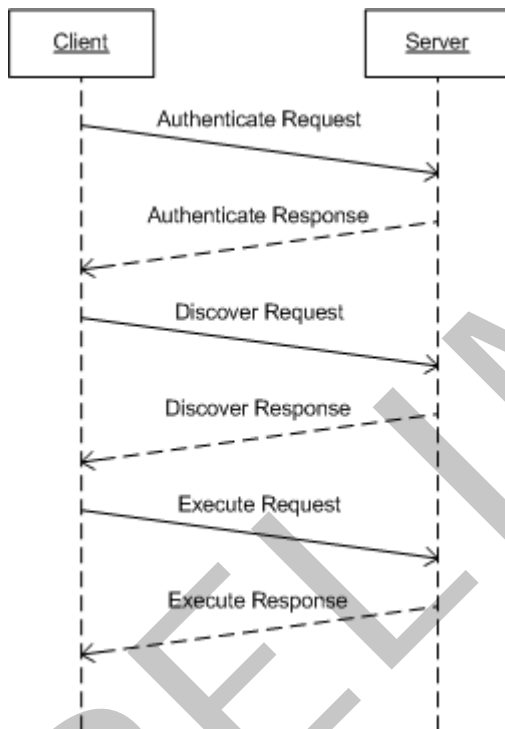 Client
Server
Authenticate Request
Authenticate Response
Discover Request
Discover Response
Execute Request
Execute Response